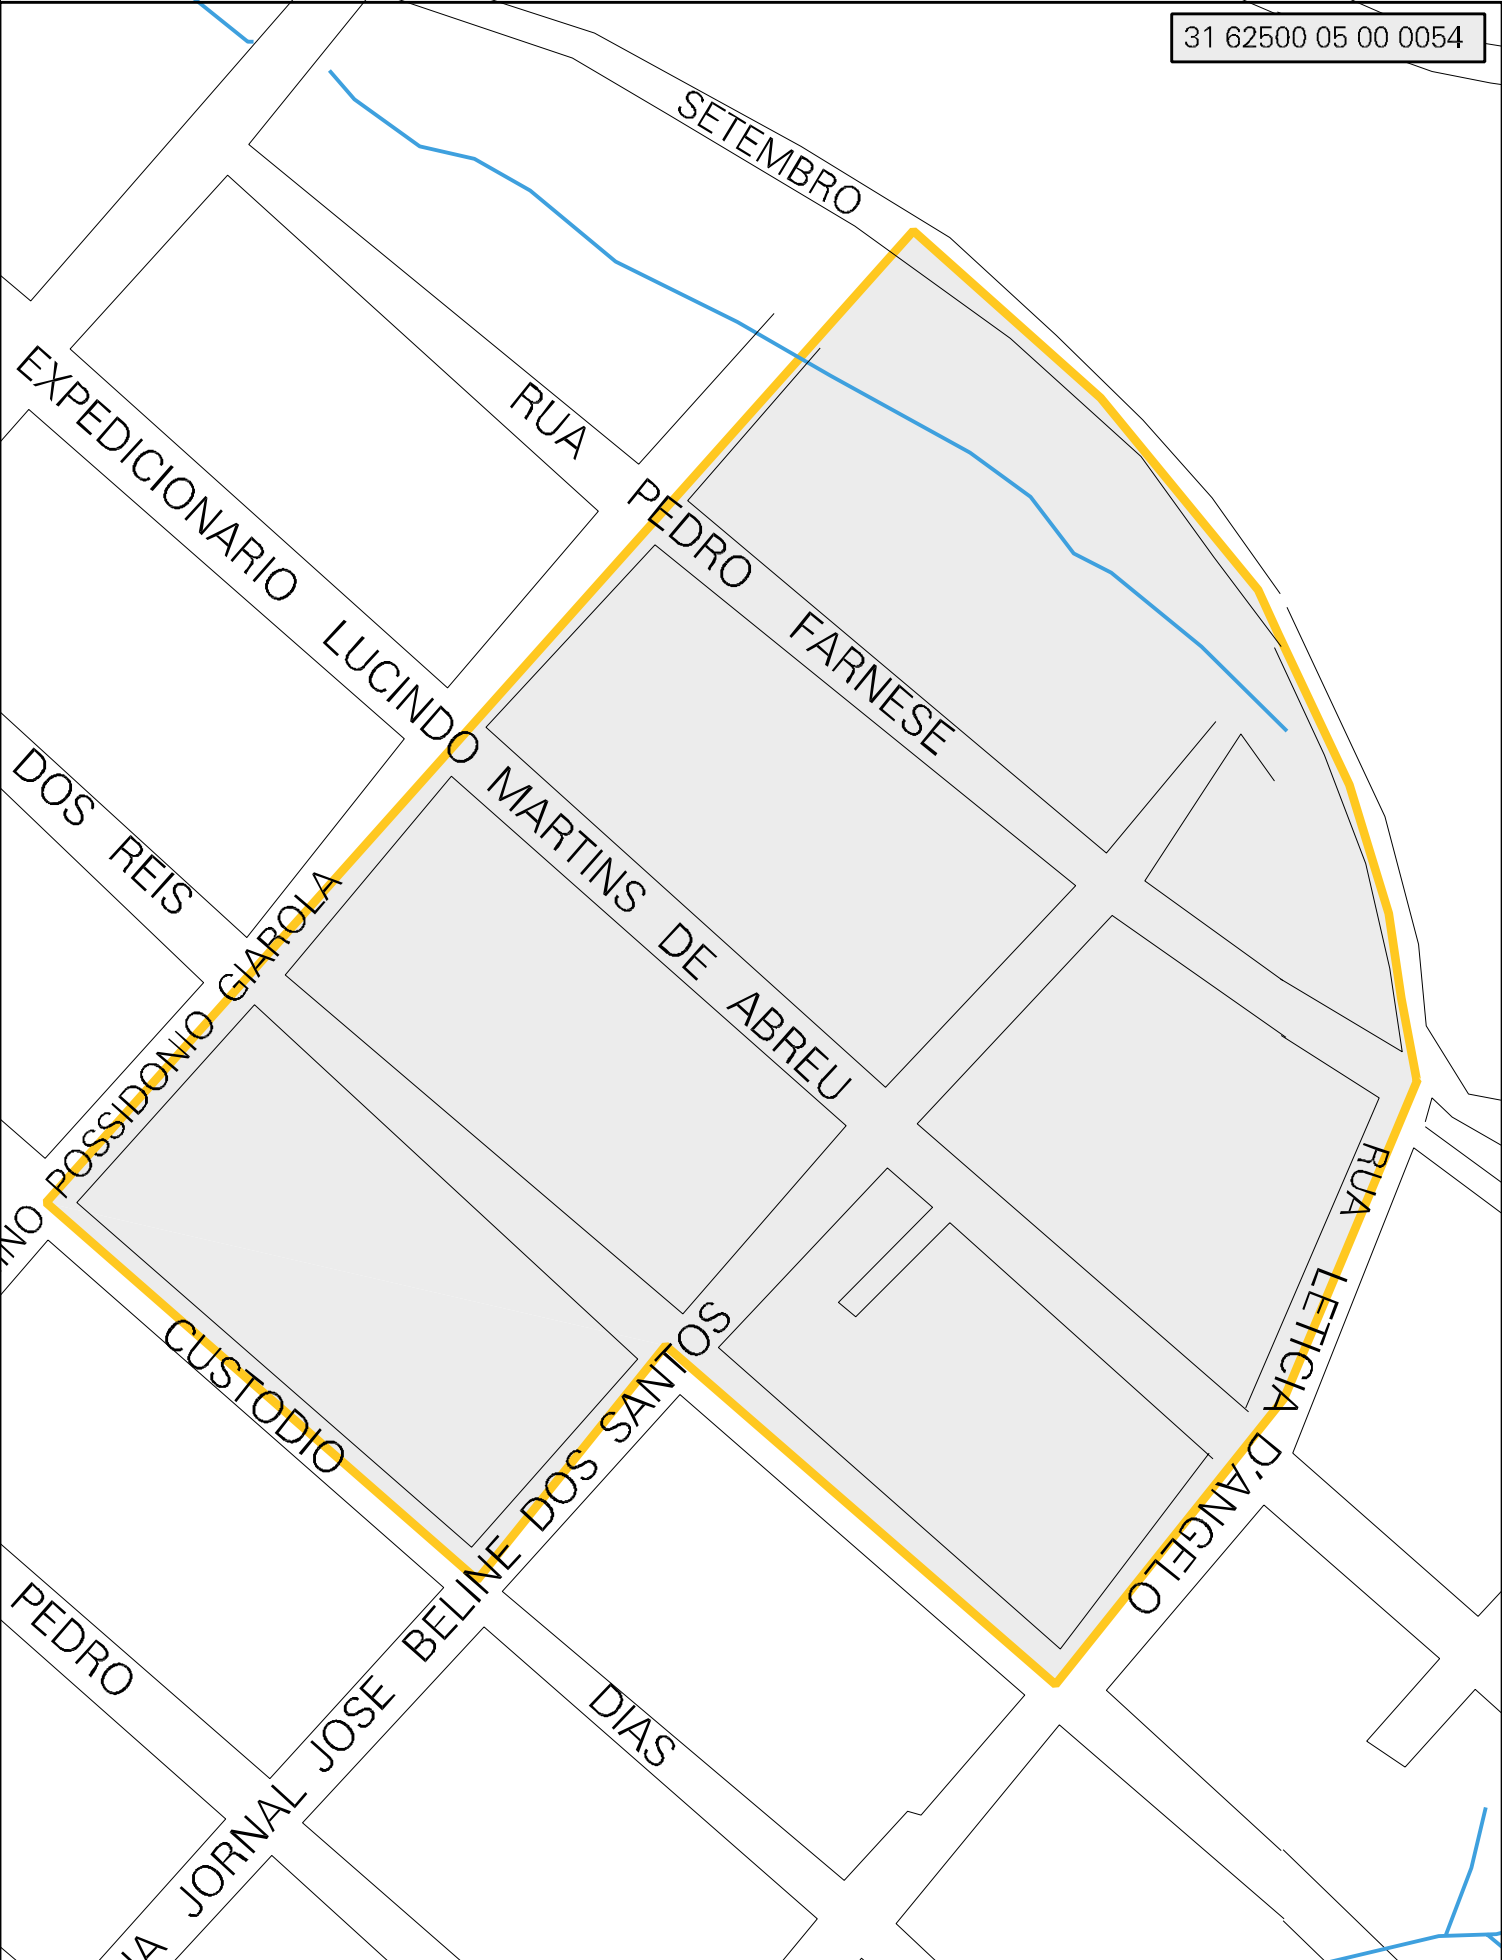 31 62500 05 00 0054
SETEMBRO
RUA PEDRO FARNESE
EXPEDICIONARIO LUCINDO MARTINS DE ABREU
DOS REIS
POSSIDONIO GIAROLA
CUSTODIO DIAS
RUA LETICIA D'ANGELO
JORNAL JOSE BELINE DOS SANTOS
PEDRO